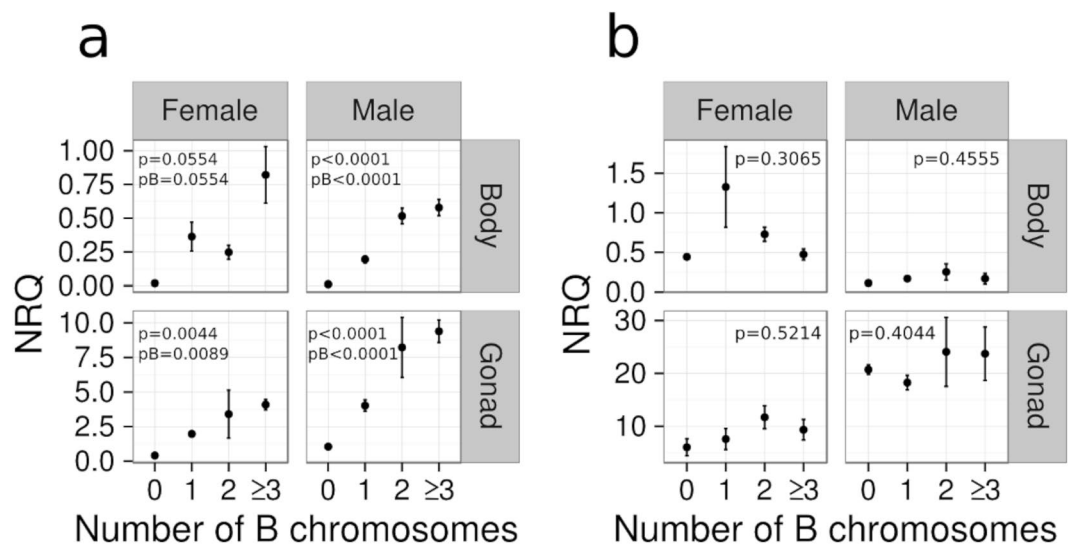 a
Female
Male
1.00
0.75
0.50
0.25
0.00
p=0.0554
pB=0.0554
p<0.0001
pB<0.0001
Body
NRQ
10.0
7.5
5.0
2.5
0.0
p=0.0044
pB=0.0089
p<0.0001
pB<0.0001
Gonad
0 1 2 ≥3
0 1 2 ≥3
Number of B chromosomes
b
Female
Male
1.5
1.0
0.5
0.0
p=0.3065
p=0.4555
Body
NRQ
30
20
10
p=0.5214
p=0.4044
Gonad
0 1 2 ≥3
0 1 2 ≥3
Number of B chromosomes